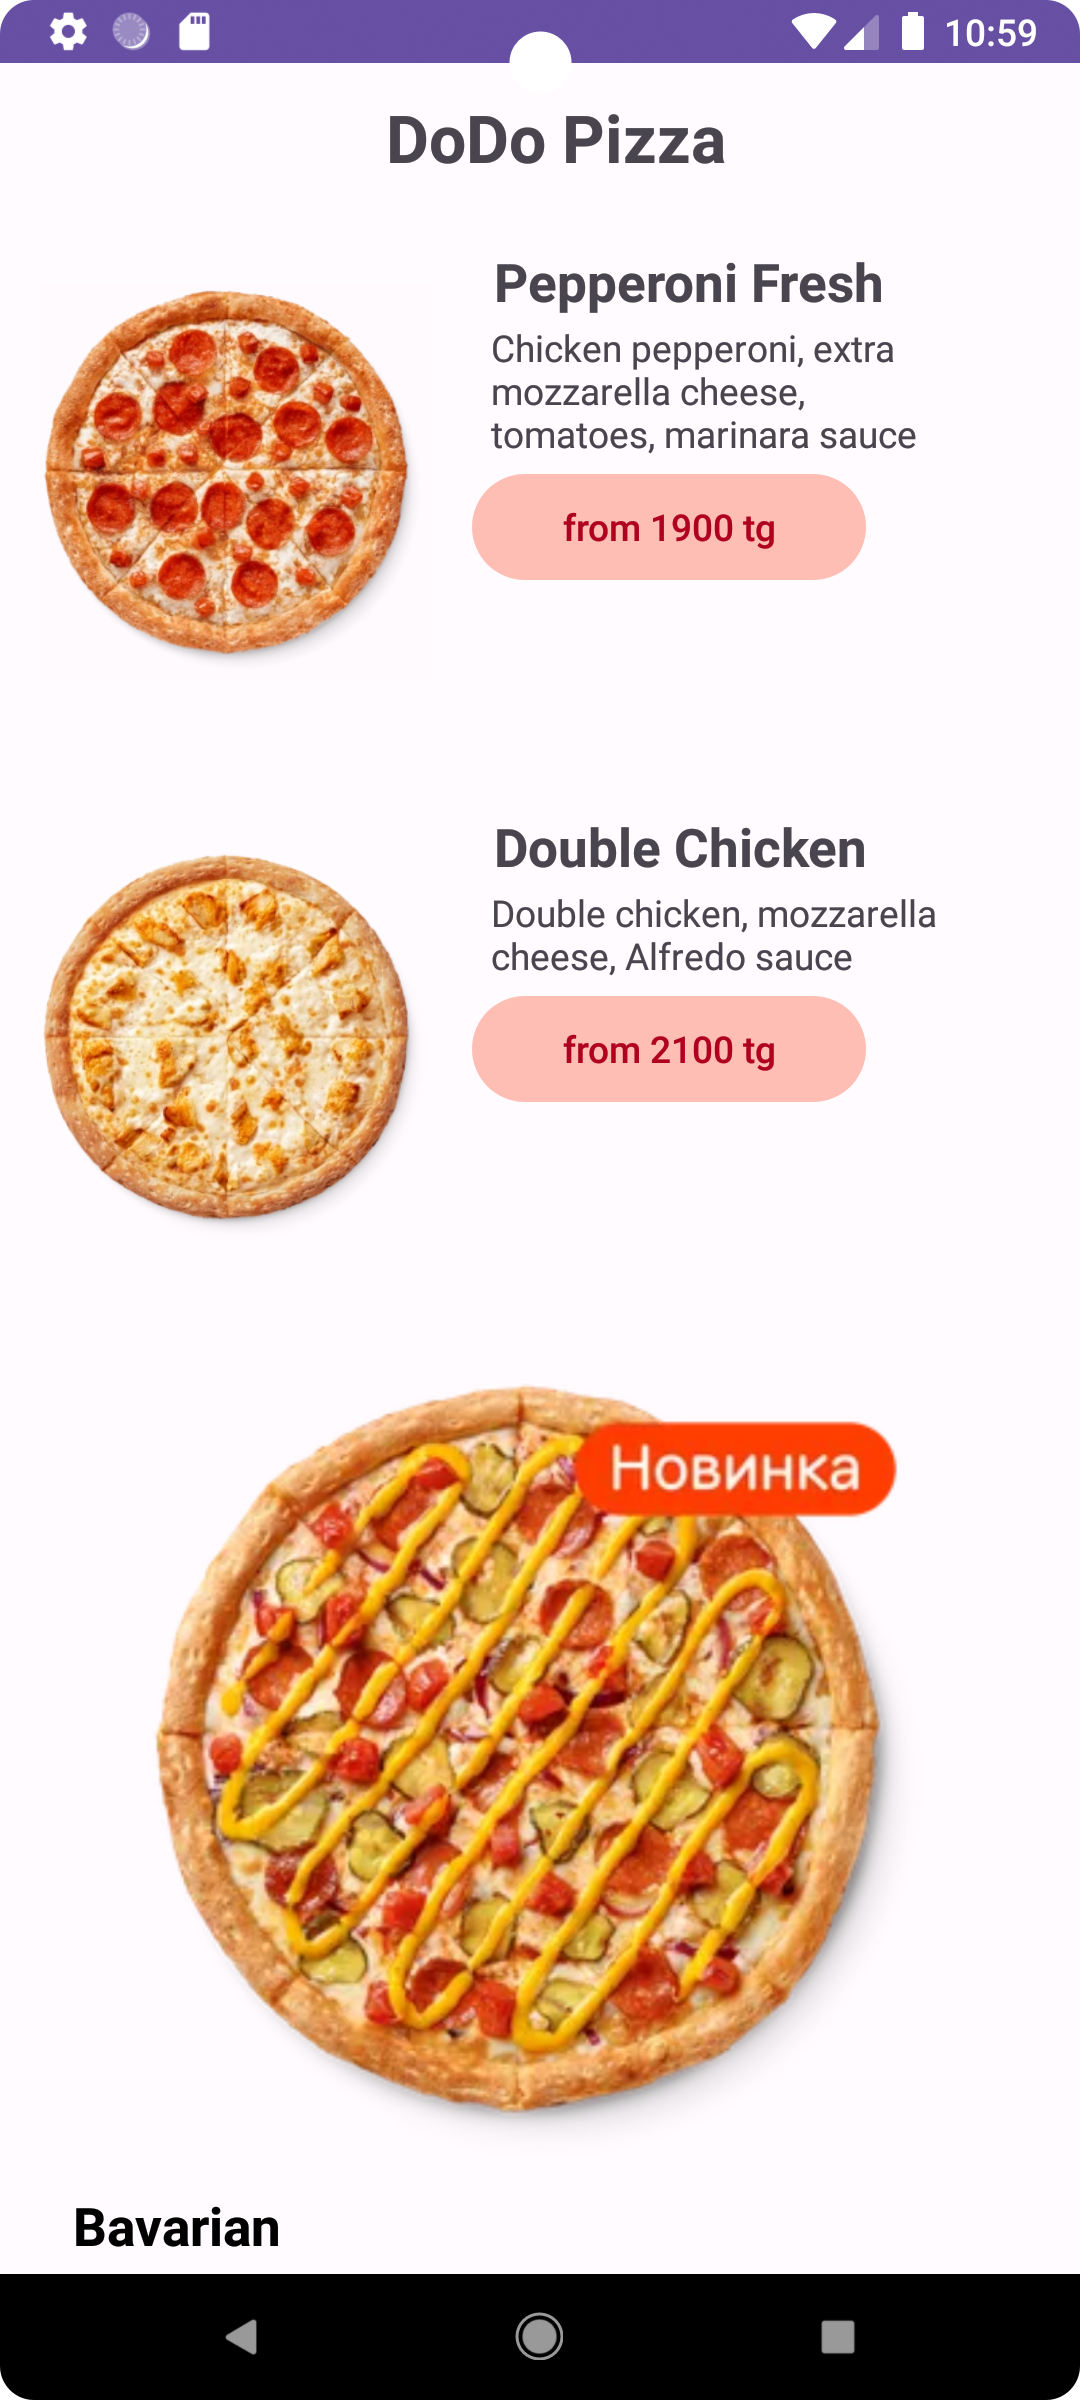 10:59
DoDo Pizza
Pepperoni Fresh
Chicken pepperoni, extra
mozzarella cheese,
tomatoes, marinara sauce
from 1900 tg
Double Chicken
Double chicken, mozzarella
cheese, Alfredo sauce
from 2100 tg
Новинка
Bavarian